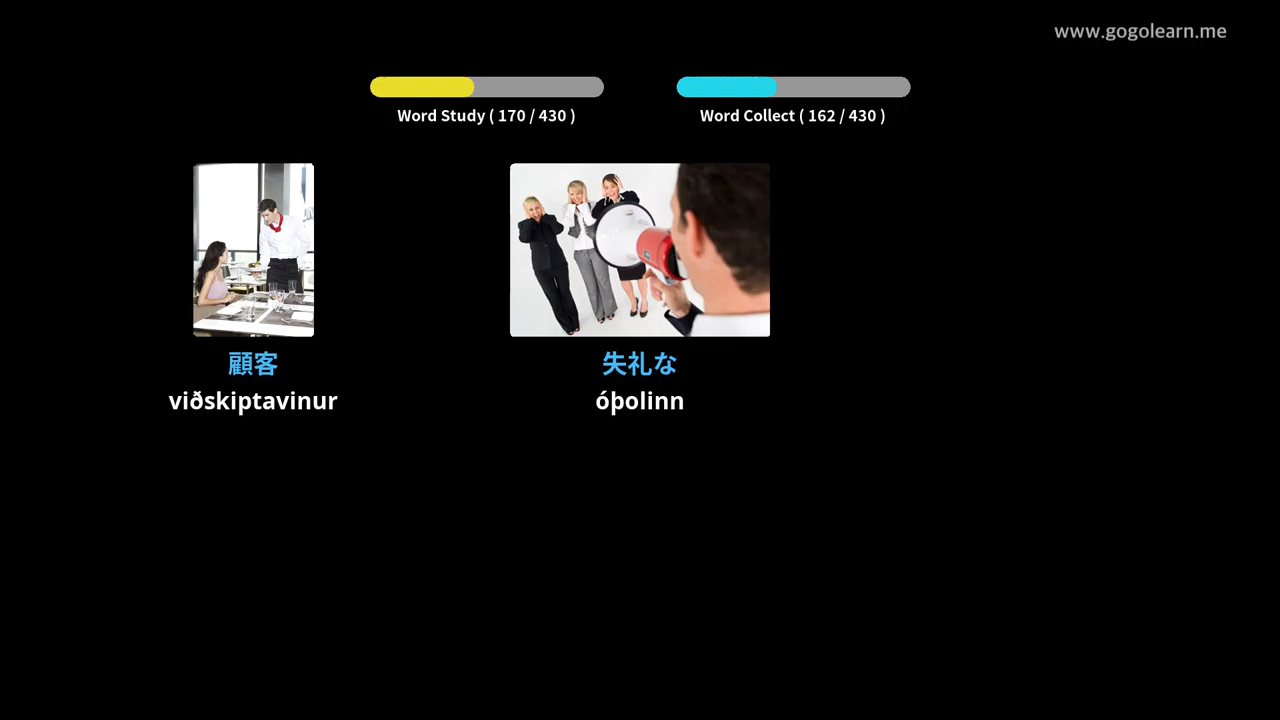 www.gogolearn.me
Word Study ( 170 / 430 )
Word Collect ( 162 / 430 )
顧客
viðskiptavinur
失礼な
óþolinn